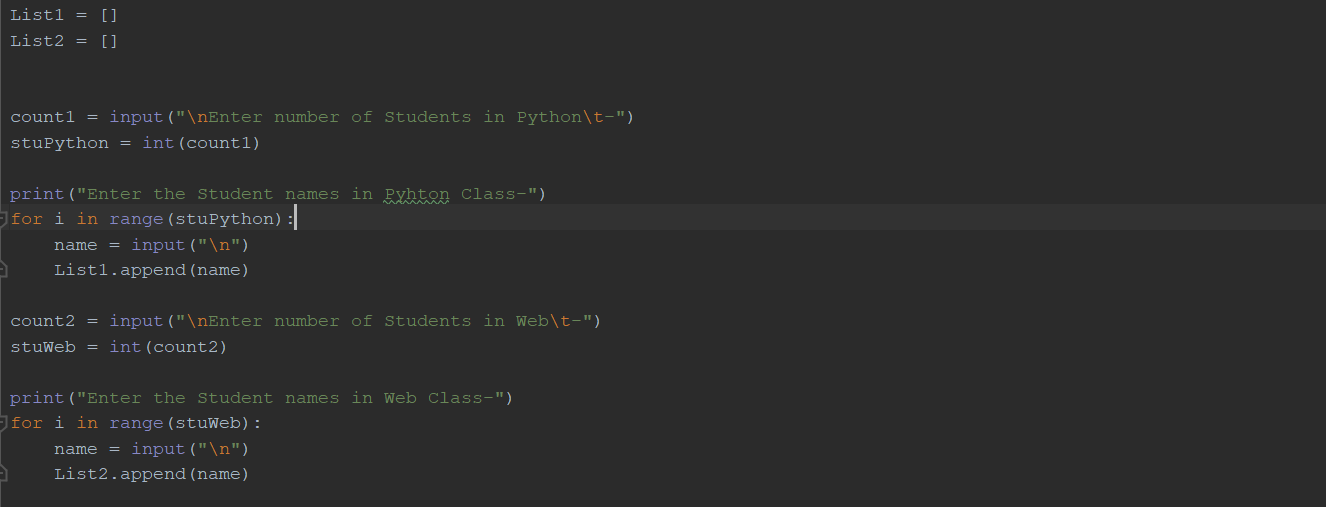 List1 = []
List2 = []
count1 = input("\nEnter number of Students in Python\t-")
stuPython = int(count1)
print("Enter the Student names in Pyhton Class-")
for i in range(stuPython):
    name = input("\n")
    List1.append(name)
count2 = input("\nEnter number of Students in Web\t-")
stuWeb = int(count2)
print("Enter the Student names in Web Class-")
for i in range(stuWeb):
    name = input("\n")
    List2.append(name)